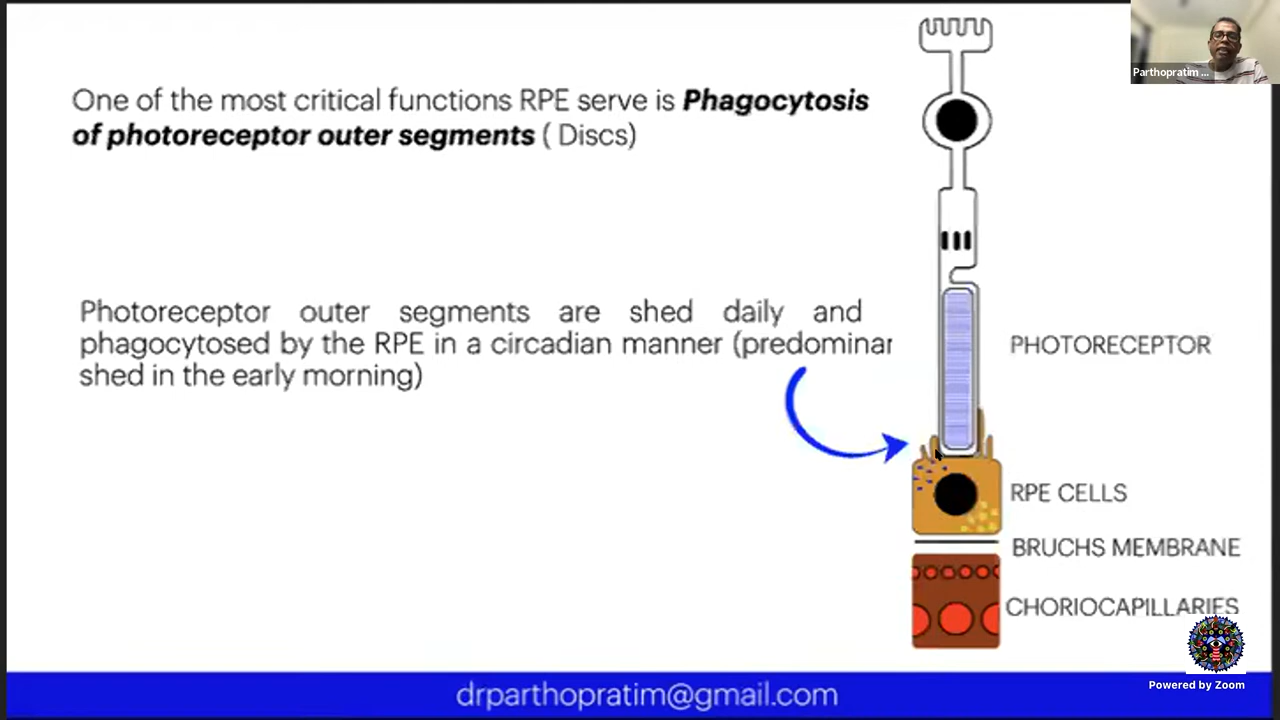 One of the most critical functions RPE serve is Phagocytosis
of photoreceptor outer segments ( Discs)
Photoreceptor outer segments are shed daily and
phagocytosed by the RPE in a circadian manner (predominar
shed in the early morning)
PHOTORECEPTOR
RPE CELLS
BRUCHS MEMBRANE
CHORIOCAPILLARIES
drparthopratim@gmail.com
Parthopratim ...
Powered by Zoom